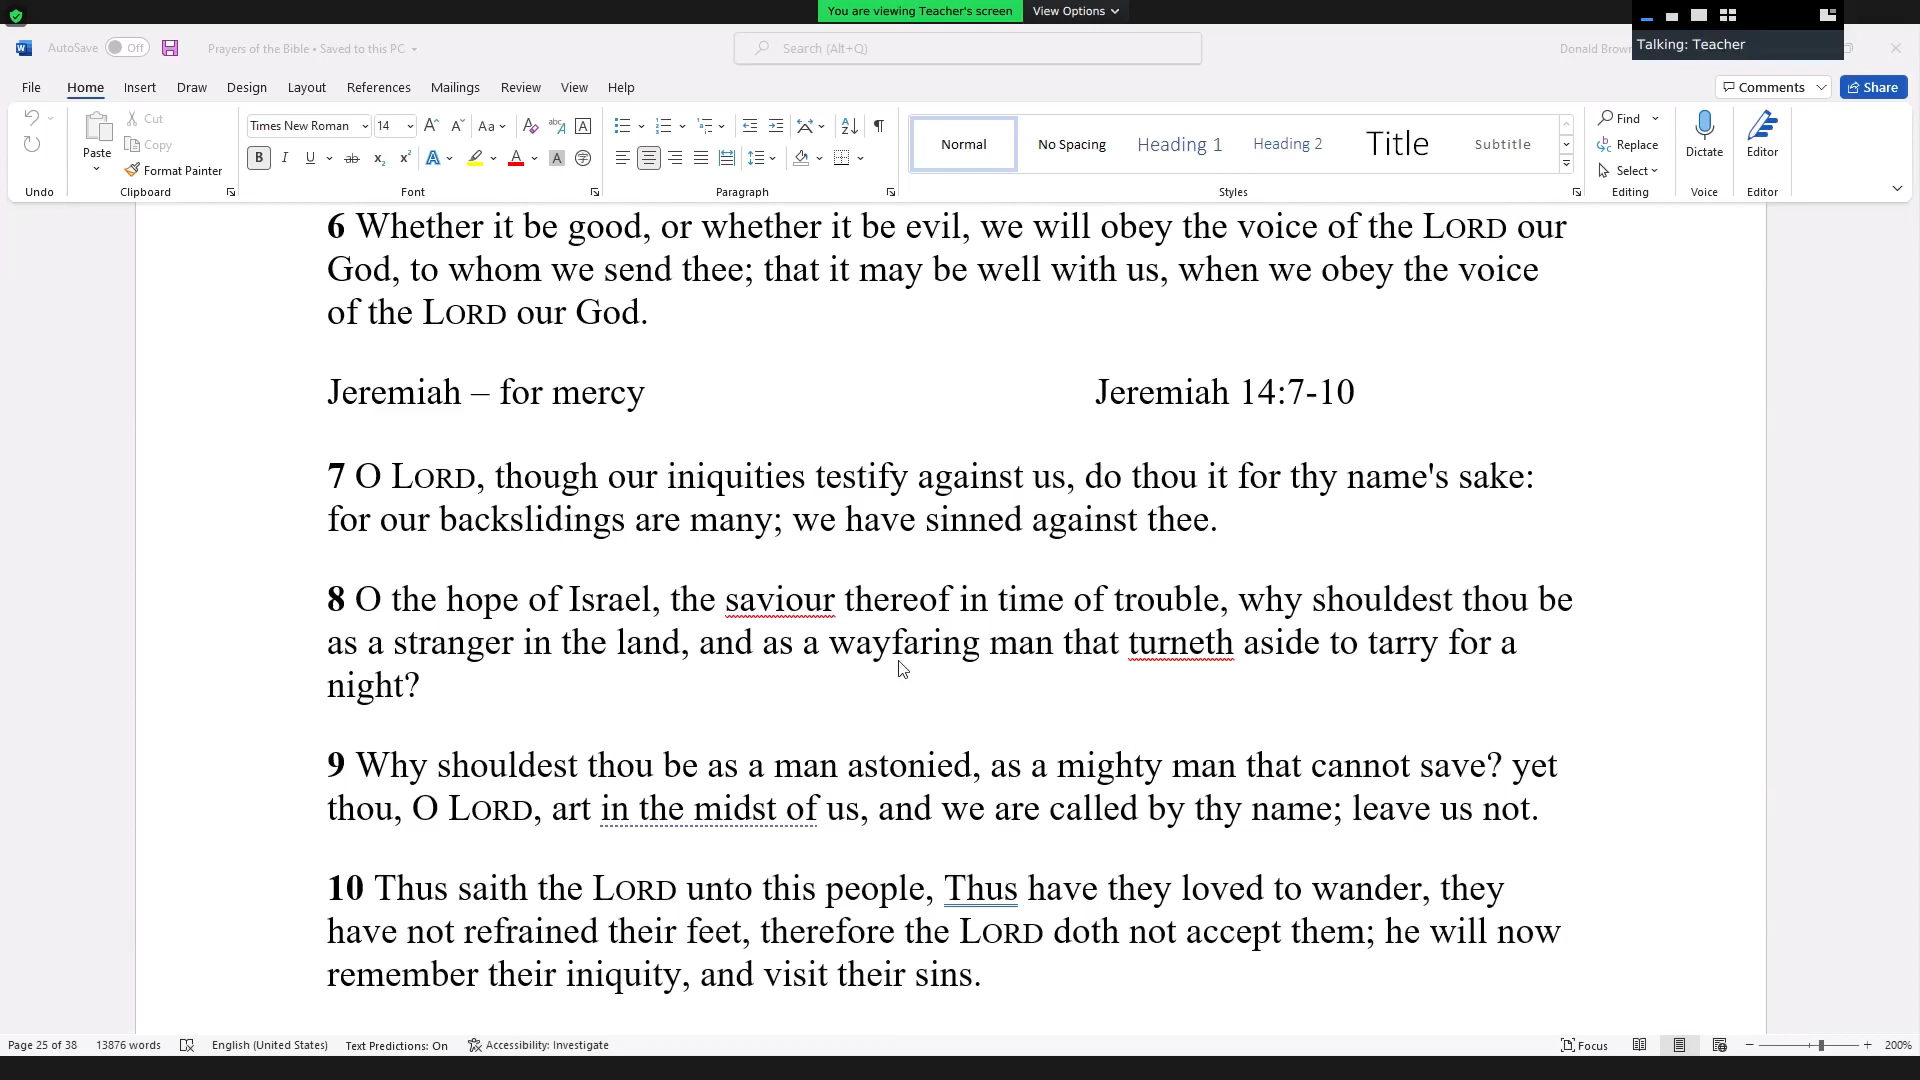 You are viewing Teacher's screen View Options
Talking: Teacher
AutoSave Off Prayers of the Bible • Saved to this PC Search (Alt+Q) Donald Brown
File Home Insert Draw Design Layout References Mailings Review View Help Comments Share
Paste Cut Copy Format Painter
Times New Roman 14 Aa
Normal No Spacing Heading 1 Heading 2 Title Subtitle
Find Replace Select Dictate Editor
Undo Clipboard Font Paragraph Styles Editing Voice Editor
6 Whether it be good, or whether it be evil, we will obey the voice of the LORD our
God, to whom we send thee; that it may be well with us, when we obey the voice
of the LORD our God.
Jeremiah – for mercy Jeremiah 14:7-10
7 O LORD, though our iniquities testify against us, do thou it for thy name's sake:
for our backslidings are many; we have sinned against thee.
8 O the hope of Israel, the saviour thereof in time of trouble, why shouldest thou be
as a stranger in the land, and as a wayfaring man that turneth aside to tarry for a
night?
9 Why shouldest thou be as a man astonied, as a mighty man that cannot save? yet
thou, O LORD, art in the midst of us, and we are called by thy name; leave us not.
10 Thus saith the LORD unto this people, Thus have they loved to wander, they
have not refrained their feet, therefore the LORD doth not accept them; he will now
remember their iniquity, and visit their sins.
Page 25 of 38 13876 words English (United States) Text Predictions: On Accessibility: Investigate Focus 200%